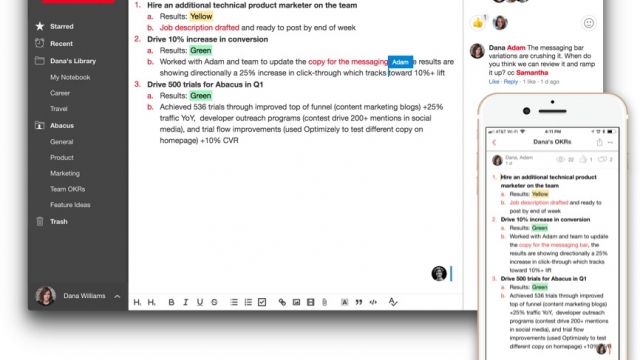 Starred
Recent
Dana's Library
My Notebook
Career
Travel
Abacus
General
Product
Marketing
Team OKRs
Feature Ideas
Trash
Dana Williams
1. Hire an additional technical product marketer on the team
a. Results: Yellow
b. Job description drafted and ready to post by end of week
2. Drive 10% increase in conversion
a. Results: Green
b. Worked with Adam and team to update the copy for the messaging Adam e results are
showing directionally a 25% increase in click-through which tracks toward 10%+ lift
3. Drive 500 trials for Abacus in Q1
a. Results: Green
b. Achieved 536 trials through improved top of funnel (content marketing blogs) +25%
traffic YoY, developer outreach programs (contest drive 200+ mentions in social
media), and trial flow improvements (used Optimizely to test different copy on
homepage) +10% CVR
H₁ H₂ B I U S A
1
Dana Adam The messaging bar
variations are crushing it. When do
you think we can review it and ramp
it up? cc Samantha
Like · Reply · 1 like · 1 d ago
AT&T Wi-Fi 4:11 PM
Dana's OKRs
Dana, Adam
1 d
22 1 2
1. Hire an additional technical product
marketer on the team
a. Results: Yellow
b. Job description drafted and ready to
post by end of week
2. Drive 10% increase in conversion
a. Results: Green
b. Worked with Adam and team to update
the copy for the messaging bar, the
results are showing directionally a 25%
increase in click-through which tracks
toward 10%+ lift
3. Drive 500 trials for Abacus in Q1
a. Results: Green
b. Achieved 536 trials through improved
top of funnel (content marketing blogs)
+25% traffic YoY, developer outreach
programs (contest drive 200+ mentions
in social media), and trial flow
improvements (used Optimizely to test
different copy on homepage) +10%